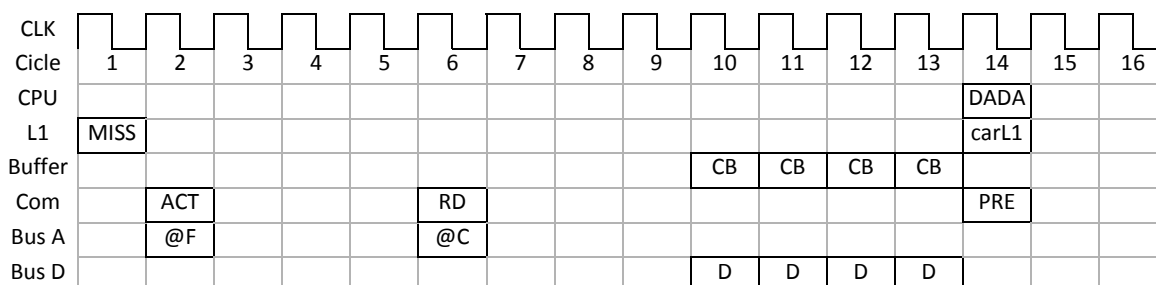 CLK
Cicle 1 2 3 4 5 6 7 8 9 10 11 12 13 14 15 16
CPU DADA
L1 MISS carL1
Buffer CB CB CB CB
Com ACT RD PRE
Bus A @F @C
Bus D D D D D